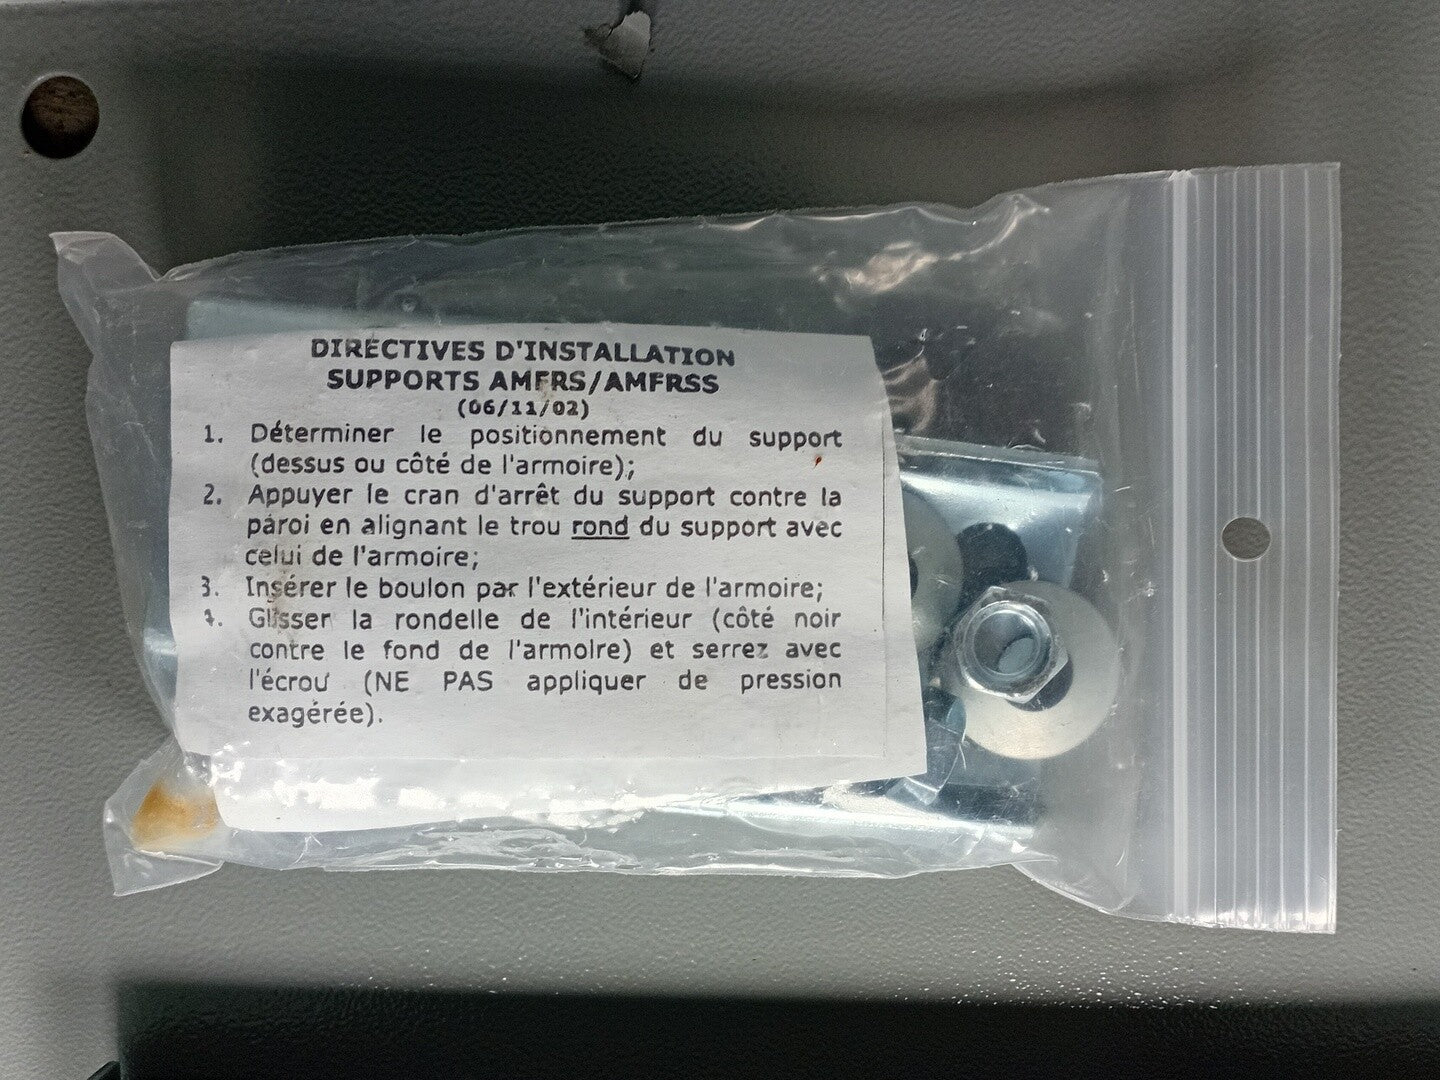 DIRECTIVES D'INSTALLATION
SUPPORTS AMFRS/AMFRSS
(06/11/02)
1. Déterminer le positionnement du support
(dessus ou côté de l'armoire);
2. Appuyer le cran d'arrêt du support contre la
paroi en alignant le trou rond du support avec
celui de l'armoire;
3. Insérer le boulon par l'extérieur de l'armoire;
4. Glisser la rondelle de l'intérieur (côté noir
contre le fond de l'armoire) et serrez avec
l'écrou (NE PAS appliquer de pression
exagérée).